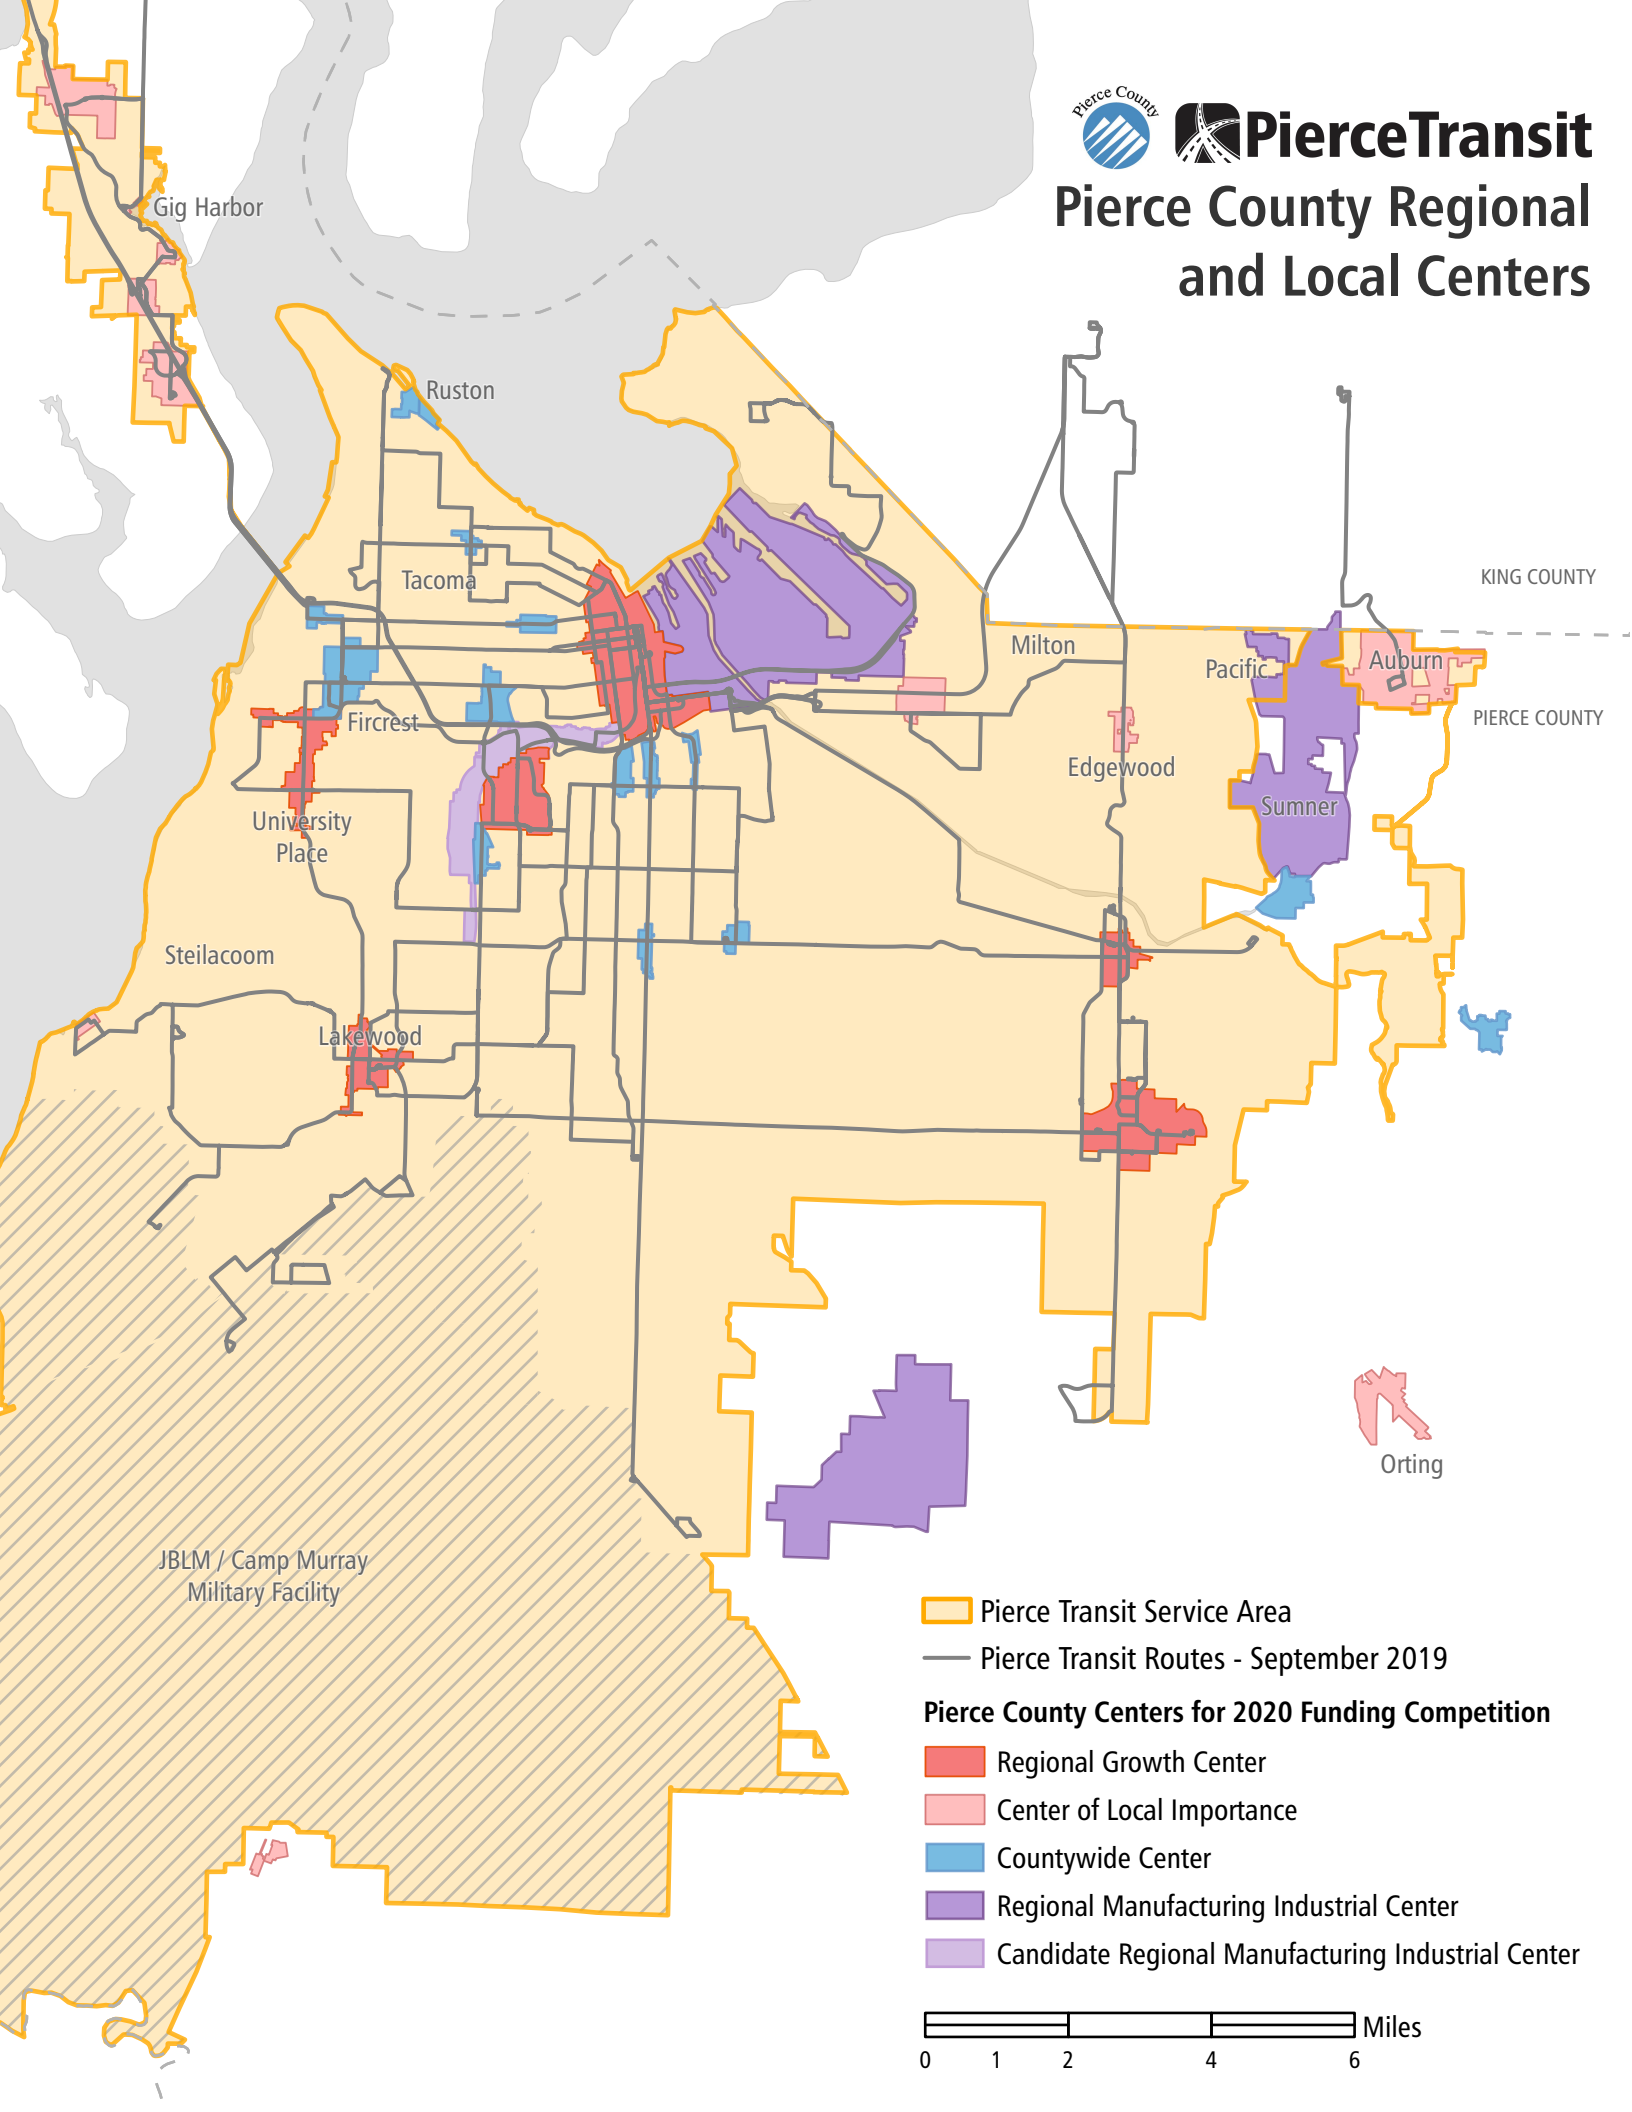 Pierce County
PierceTransit
Pierce County Regional
and Local Centers
Gig Harbor
Ruston
KING COUNTY
Tacoma
Milton
Pacific
Auburn
PIERCE COUNTY
Fircrest
Edgewood
Sumner
University
Place
Steilacoom
Lakewood
Orting
JBLM / Camp Murray
Military Facility
Pierce Transit Service Area
Pierce Transit Routes - September 2019
Pierce County Centers for 2020 Funding Competition
Regional Growth Center
Center of Local Importance
Countywide Center
Regional Manufacturing Industrial Center
Candidate Regional Manufacturing Industrial Center
Miles
0 1 2 4 6